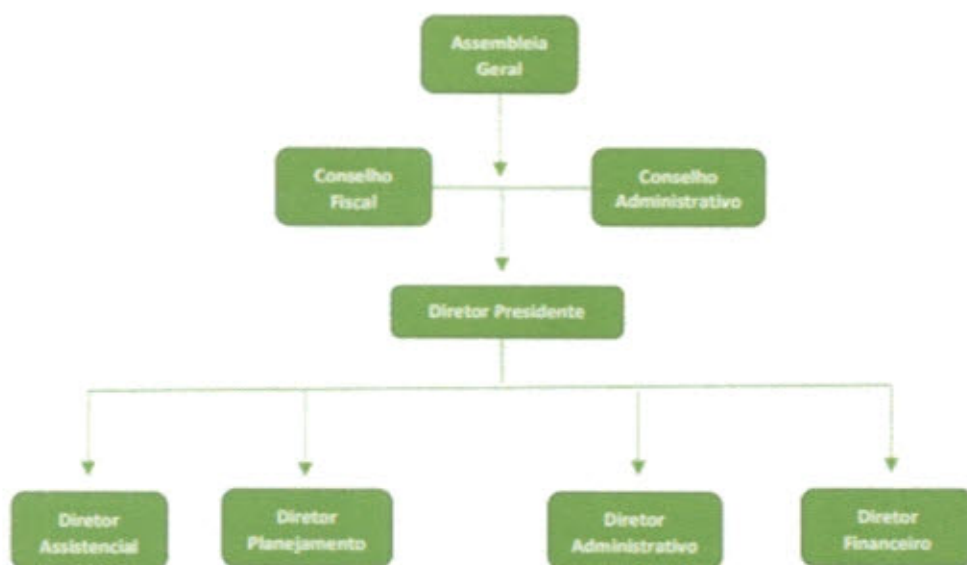 Assembleia
Geral
Conselho
Fiscal
Conselho
Administrativo
Diretor Presidente
Diretor
Assistencial
Diretor
Planejamento
Diretor
Administrativo
Diretor
Financeiro